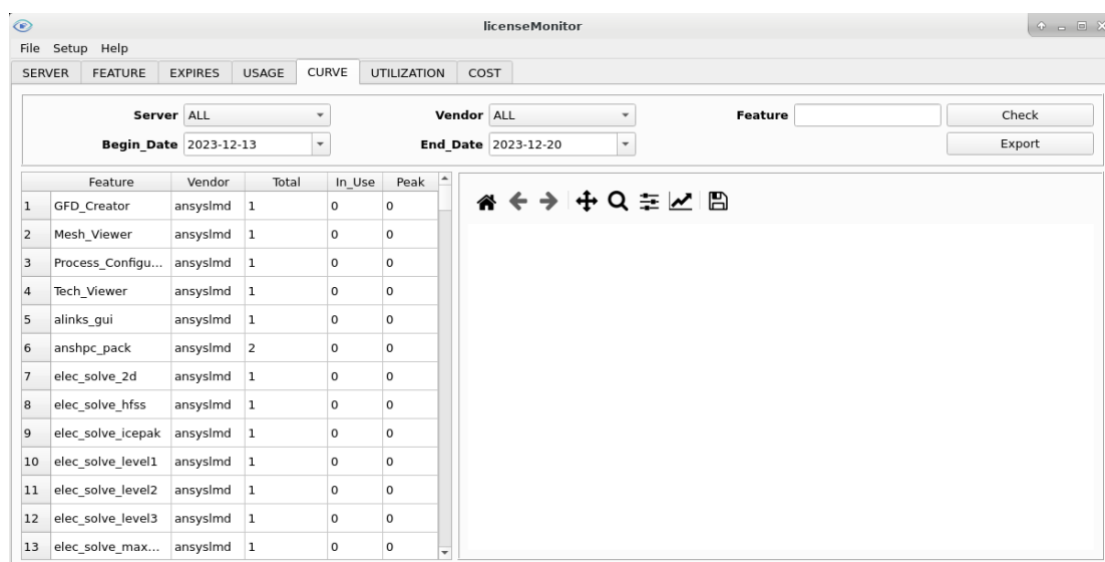 licenseMonitor
File Setup Help
SERVER FEATURE EXPIRES USAGE CURVE UTILIZATION COST
Server ALL Vendor ALL Feature Check
Begin_Date 2023-12-13 End_Date 2023-12-20 Export
Feature Vendor Total In_Use Peak
1 GFD_Creator ansyslmd 1 0 0
2 Mesh_Viewer ansyslmd 1 0 0
3 Process_Configu... ansyslmd 1 0 0
4 Tech_Viewer ansyslmd 1 0 0
5 alinks_gui ansyslmd 1 0 0
6 anshpc_pack ansyslmd 2 0 0
7 elec_solve_2d ansyslmd 1 0 0
8 elec_solve_hfss ansyslmd 1 0 0
9 elec_solve_icepak ansyslmd 1 0 0
10 elec_solve_level1 ansyslmd 1 0 0
11 elec_solve_level2 ansyslmd 1 0 0
12 elec_solve_level3 ansyslmd 1 0 0
13 elec_solve_max... ansyslmd 1 0 0